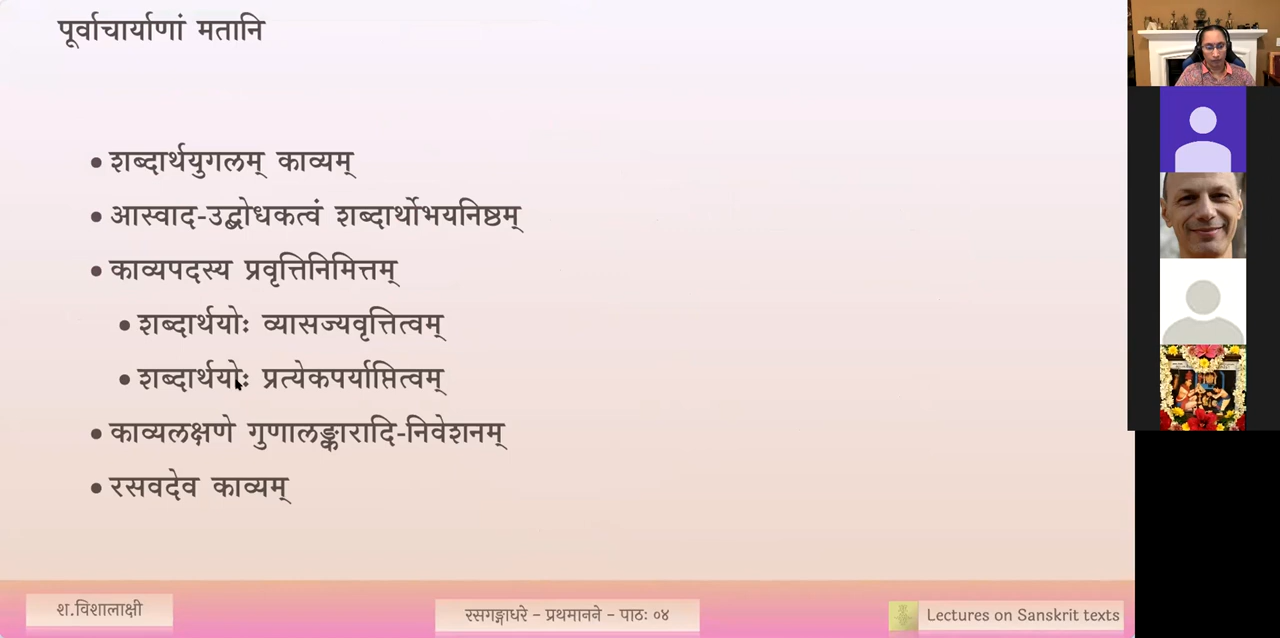 पूर्वाचार्याणां मतानि
• शब्दार्थयुगलम् काव्यम्
• आस्वाद-उद्बोधकत्वं शब्दार्थोभयनिष्ठम्
• काव्यपदस्य प्रवृत्तिनिमित्तम्
• शब्दार्थयोः व्यासज्यवृत्तित्वम्
• शब्दार्थयोः प्रत्येकपर्याप्तित्वम्
• काव्यलक्षणे गुणालङ्कारादि-निवेशनम्
• रसवदेव काव्यम्
श.विशालाक्षी
रसगङ्गाधरे - प्रथमानने - पाठः ०४
Lectures on Sanskrit texts